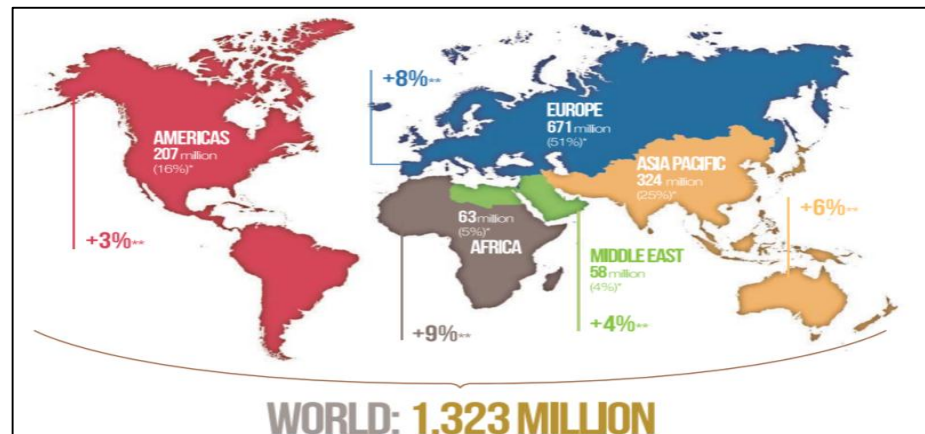 +8%**
EUROPE
671 million
(51%)*
AMERICAS
207 million
(16%)*
ASIA PACIFIC
324 million
(25%)*
+3%**
63 million
(5%)*
AFRICA
+6%**
MIDDLE EAST
58 million
(4%)*
+9%**
+4%**
WORLD: 1.323 MILLION